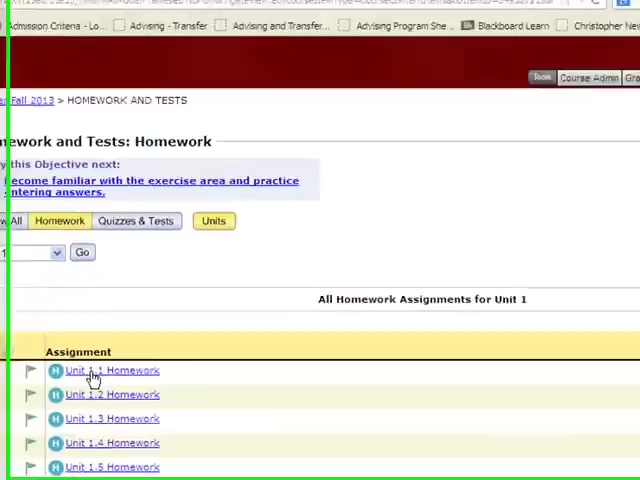 Admission Criteria - Lo... Advising - Transfer Advising and Transfer... Advising Program She... Blackboard Learn Christopher New
Tools Course Admin Gra
Fall 2013 > HOMEWORK AND TESTS
ework and Tests: Homework
y this Objective next:
Become familiar with the exercise area and practice
entering answers.
w All Homework Quizzes & Tests Units
1 Go
All Homework Assignments for Unit 1
Assignment
H Unit 1.1 Homework
H Unit 1.2 Homework
H Unit 1.3 Homework
H Unit 1.4 Homework
H Unit 1.5 Homework